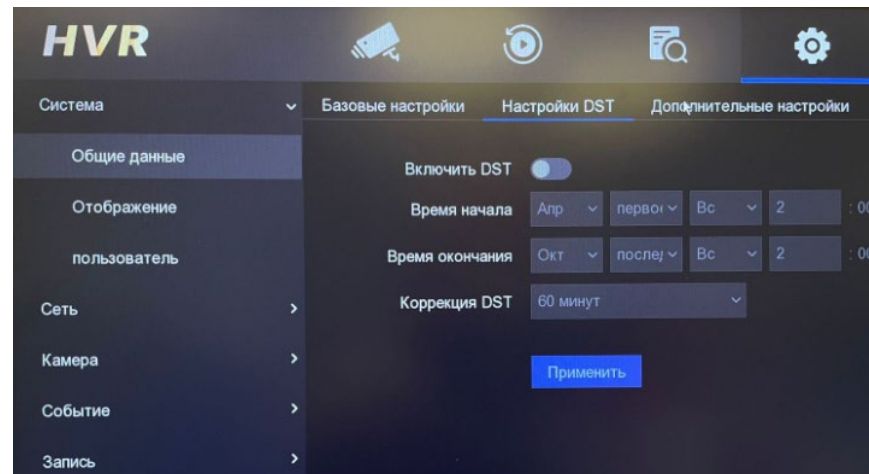 HVR
Система
Базовые настройки Настройки DST Дополнительные настройки
Общие данные
Включить DST
Отображение
Время начала Апр Вс 2
пользователь
Время окончания Окт Вс 2
Сеть
Коррекция DST 60 минут
Камера
Применить
Событие
Запись